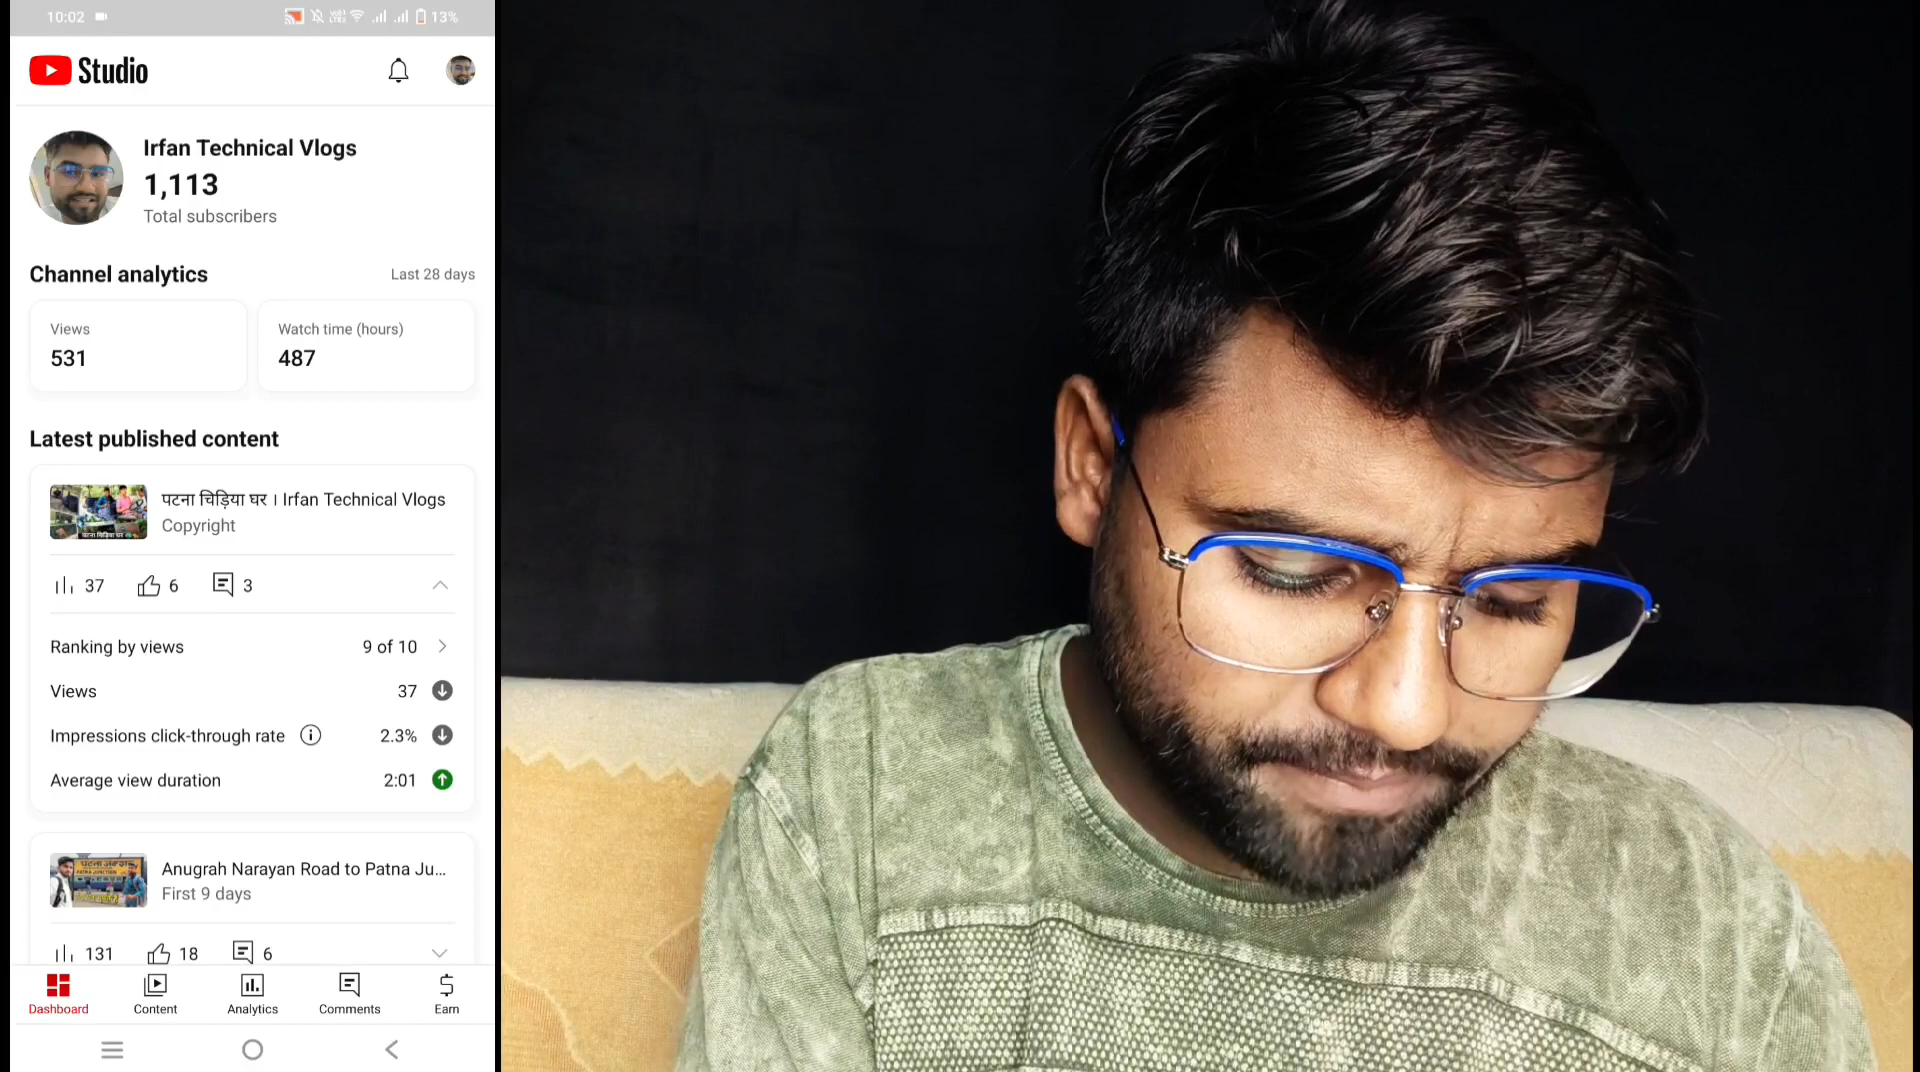 10:02
13%
Studio
Irfan Technical Vlogs
1,113
Total subscribers
Channel analytics
Last 28 days
Views
531
Watch time (hours)
487
Latest published content
पटना चिड़िया घर । Irfan Technical Vlogs
Copyright
37
6
3
Ranking by views
9 of 10
Views
37
Impressions click-through rate
2.3%
Average view duration
2:01
Anugrah Narayan Road to Patna Ju...
First 9 days
131
18
6
Dashboard
Content
Analytics
Comments
Earn